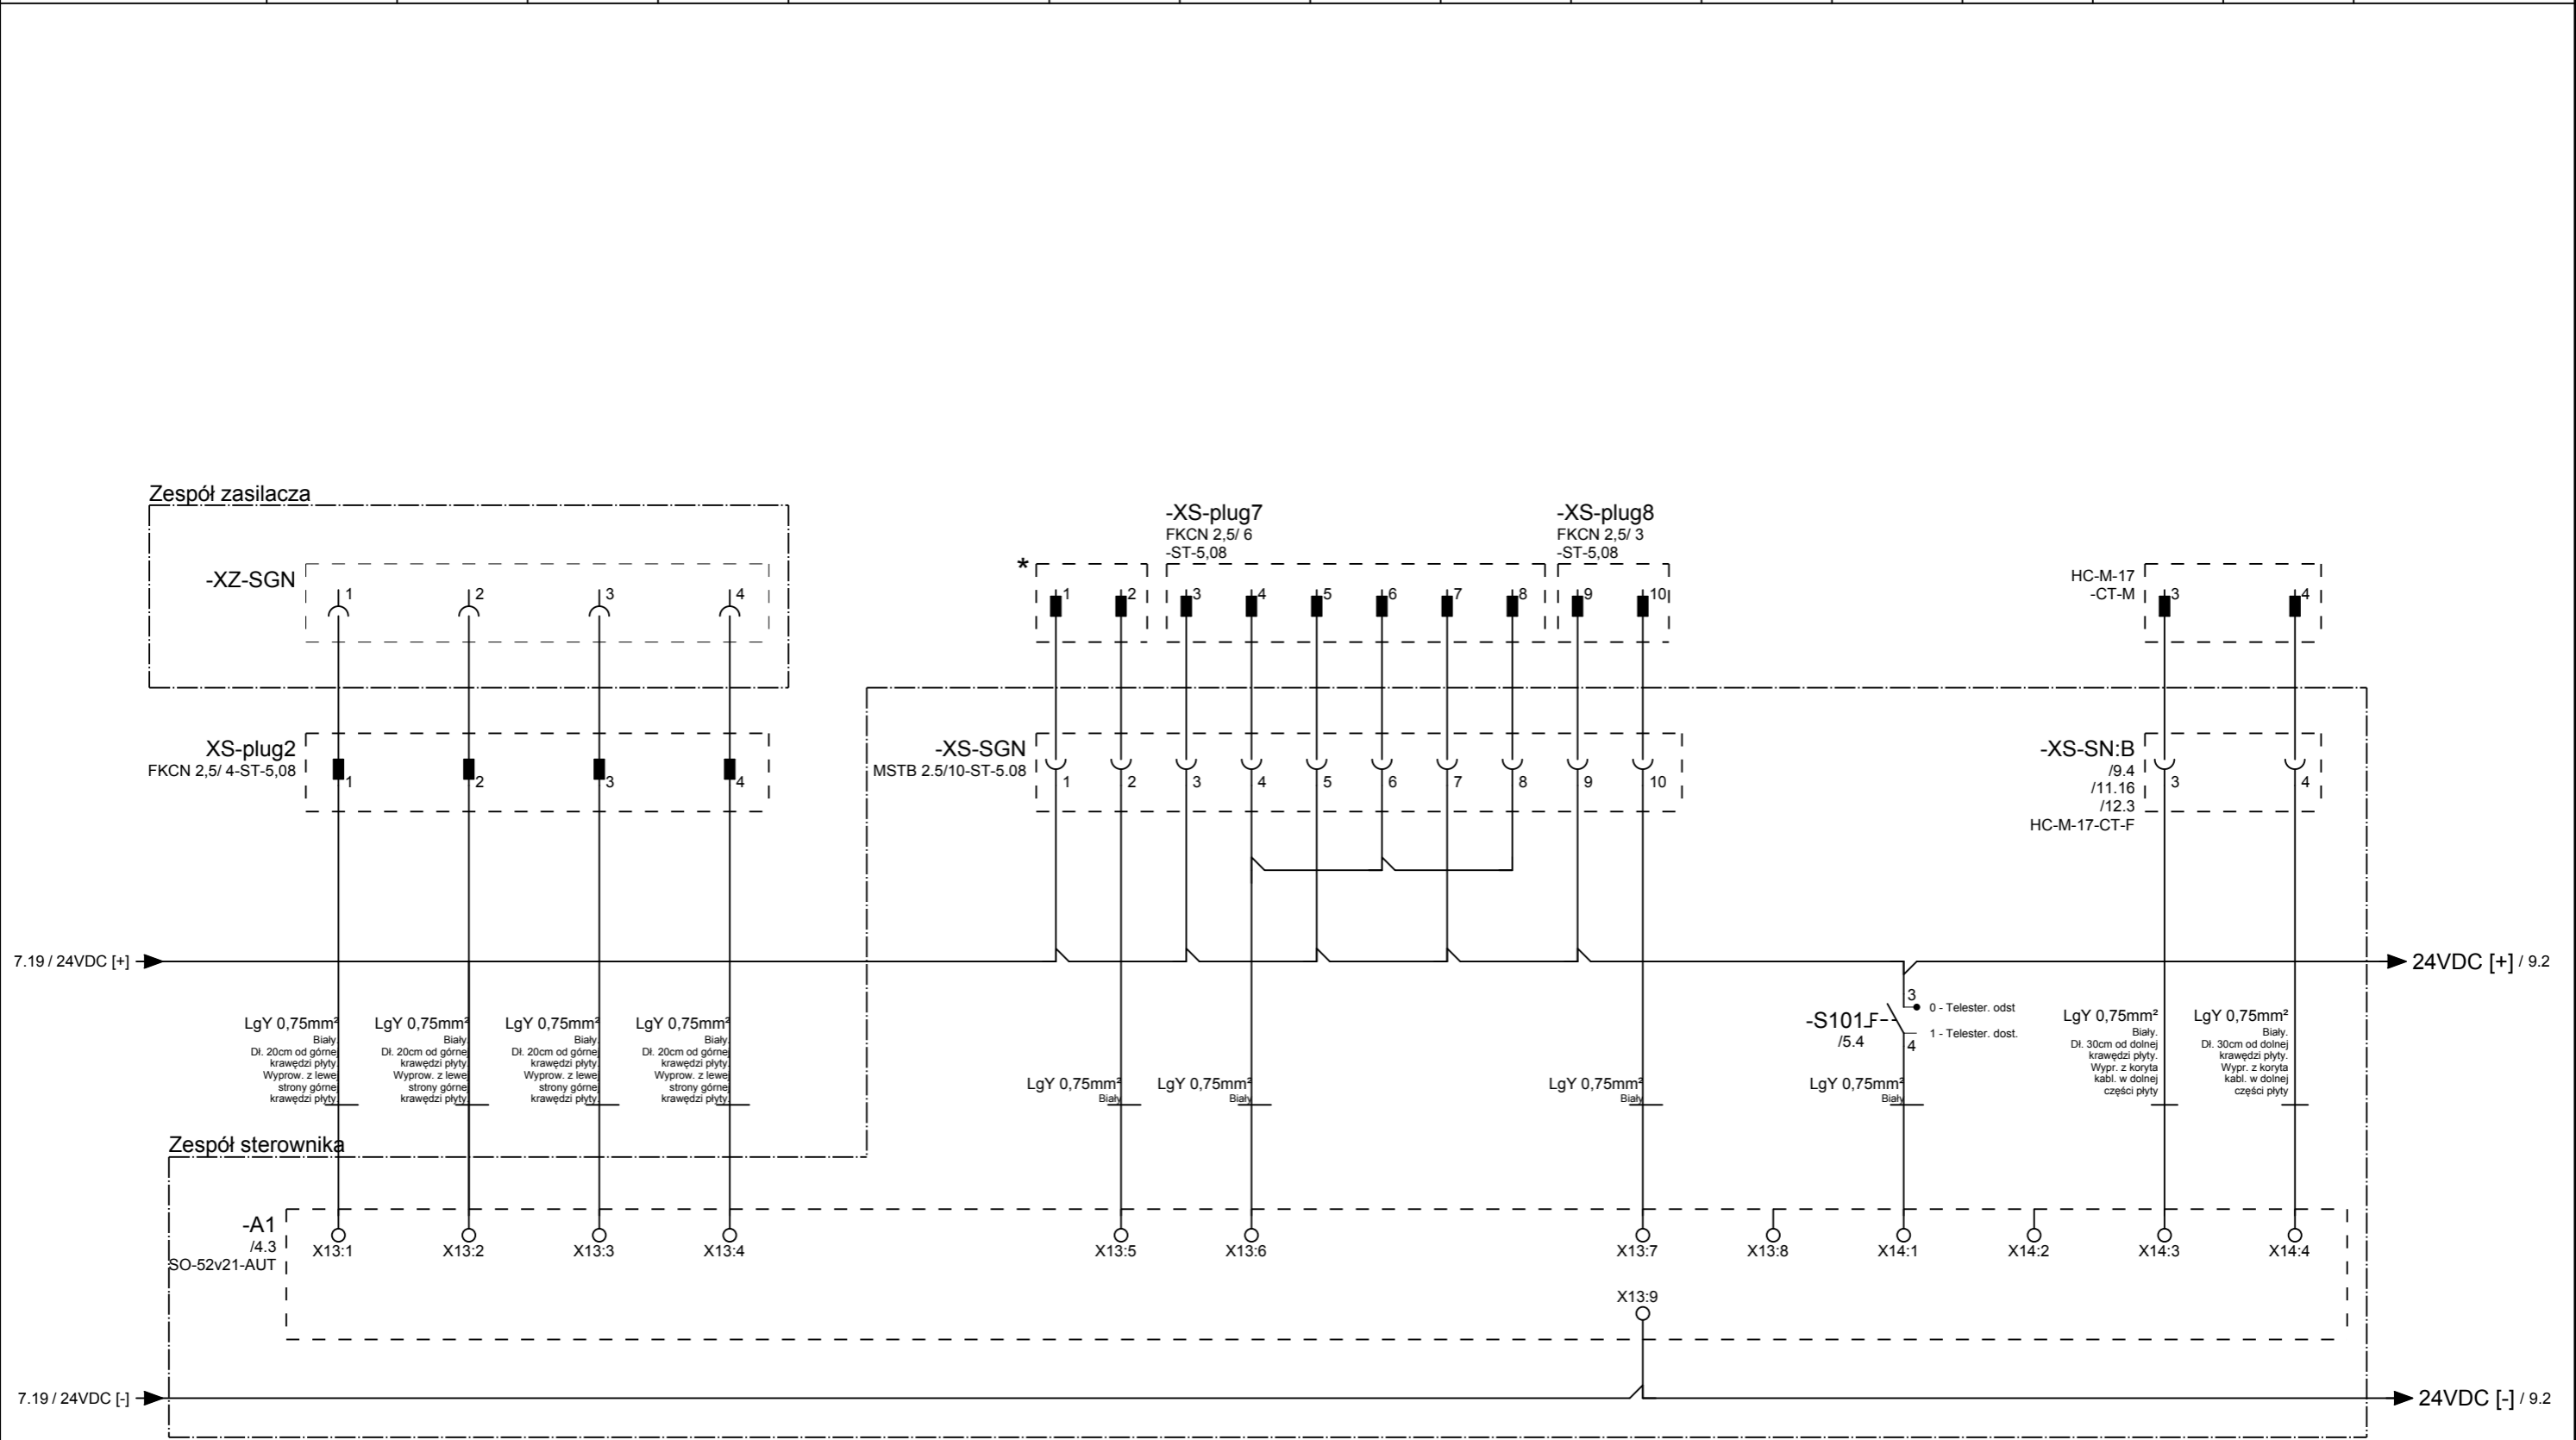 Zespół zasilacza
-XZ-SGN
1
2
3
4
XS-plug2
FKCN 2,5/ 4-ST-5,08
1
2
3
4
*
-XS-plug7
FKCN 2,5/ 6
-ST-5,08
-XS-plug8
FKCN 2,5/ 3
-ST-5,08
1
2
3
4
5
6
7
8
9
10
-XS-SGN
MSTB 2.5/10-ST-5.08
1
2
3
4
5
6
7
8
9
10
HC-M-17
-CT-M
3
4
-XS-SN:B
/9.4
/11.16
/12.3
HC-M-17-CT-F
3
4
7.19 / 24VDC [+]
24VDC [+] / 9.2
LgY 0,75mm²
Biały.
Dł. 20cm od górnej
krawędzi płyty.
Wyprow. z lewej
strony górnej
krawędzi płyty.
LgY 0,75mm²
Biały.
Dł. 20cm od górnej
krawędzi płyty.
Wyprow. z lewej
strony górnej
krawędzi płyty.
LgY 0,75mm²
Biały.
Dł. 20cm od górnej
krawędzi płyty.
Wyprow. z lewej
strony górnej
krawędzi płyty.
LgY 0,75mm²
Biały.
Dł. 20cm od górnej
krawędzi płyty.
Wyprow. z lewej
strony górnej
krawędzi płyty.
LgY 0,75mm²
Biały
LgY 0,75mm²
Biały
LgY 0,75mm²
Biały
-S101
/5.4
3
4
0 - Telester. odst
1 - Telester. dost.
LgY 0,75mm²
Biały
LgY 0,75mm²
Biały.
Dł. 30cm od dolnej
krawędzi płyty.
Wypr. z koryta
kabl. w dolnej
części płyty
LgY 0,75mm²
Biały.
Dł. 30cm od dolnej
krawędzi płyty.
Wypr. z koryta
kabl. w dolnej
części płyty
Zespół sterownika
-A1
/4.3
SO-52v21-AUT
X13:1
X13:2
X13:3
X13:4
X13:5
X13:6
X13:7
X13:8
X14:1
X14:2
X14:3
X14:4
X13:9
7.19 / 24VDC [-]
24VDC [-] / 9.2